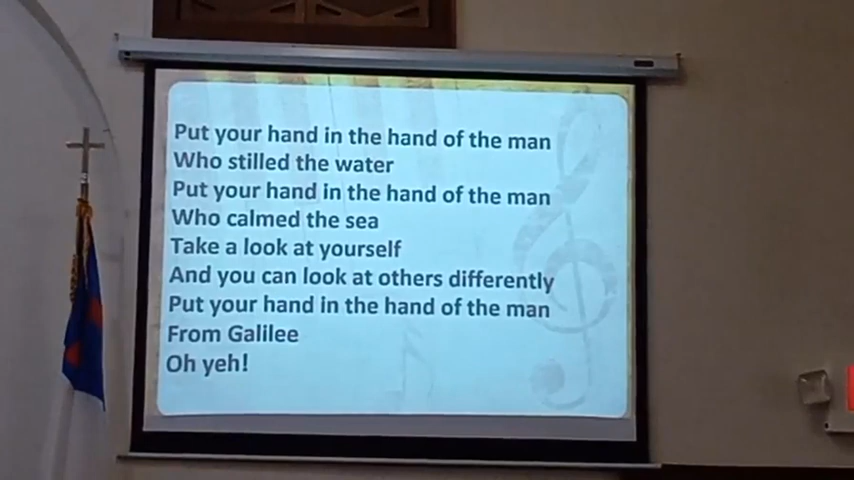 Put your hand in the hand of the man
Who stilled the water
Put your hand in the hand of the man
Who calmed the sea
Take a look at yourself
And you can look at others differently
Put your hand in the hand of the man
From Galilee
Oh yeh!